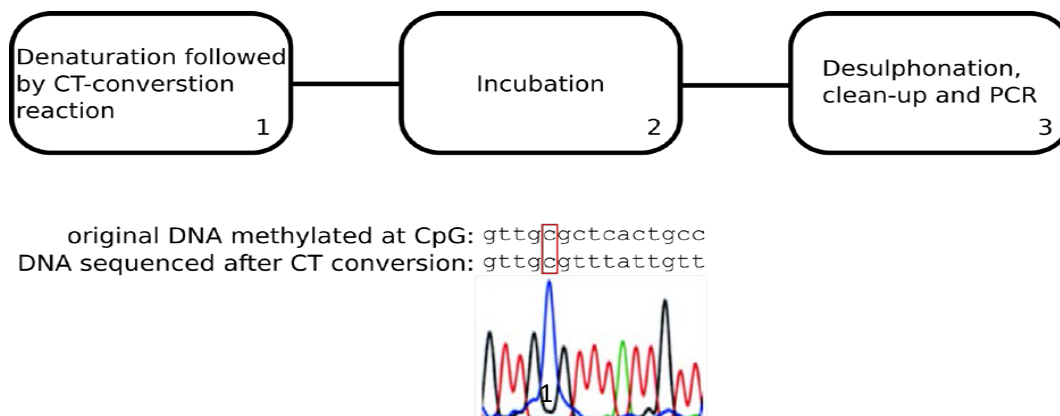 Denaturation followed
by CT-converstion
reaction
1
Incubation
2
Desulphonation,
clean-up and PCR
3
original DNA methylated at CpG: gttgcgctcactgcc
DNA sequenced after CT conversion: gttgcgtttattgtt
1